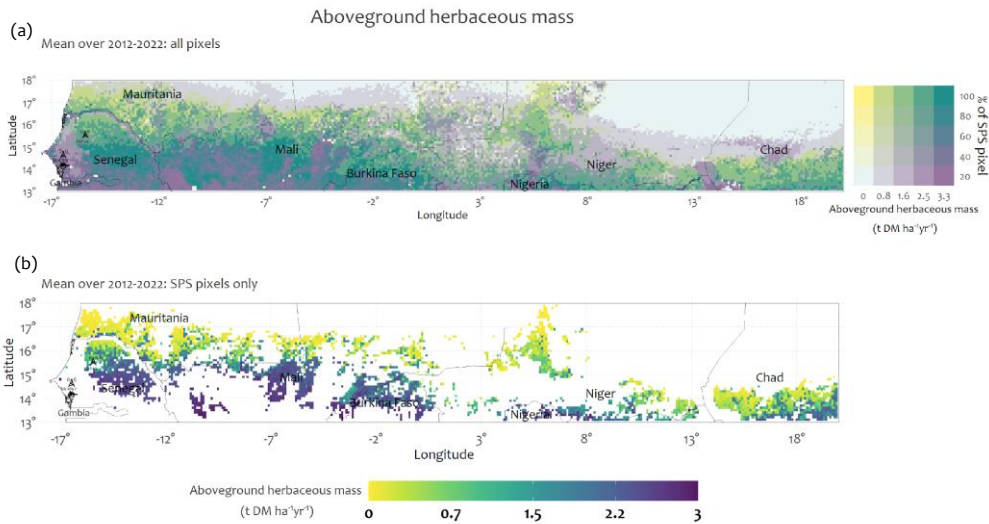 Aboveground herbaceous mass
(a)
Mean over 2012-2022: all pixels
18°
17°
16°
15°
14°
13°
Latitude
Mauritania
Senegal
Gambia
Mali
Burkina Faso
Niger
Nigeria
Chad
-17° -12° -7° -2° 3° 8° 13° 18°
Longitude
100
80
60
40
20
% of SPS pixel
0 0.8 1.6 2.5 3.3
Aboveground herbaceous mass
(t DM ha⁻¹yr⁻¹)
(b)
Mean over 2012-2022: SPS pixels only
18°
17°
16°
15°
14°
13°
Latitude
Mauritania
Senegal
Gambia
Mali
Burkina Faso
Niger
Nigeria
Chad
-17° -12° -7° -2° 3° 8° 13° 18°
Longitude
Aboveground herbaceous mass
(t DM ha⁻¹yr⁻¹)
0 0.7 1.5 2.2 3